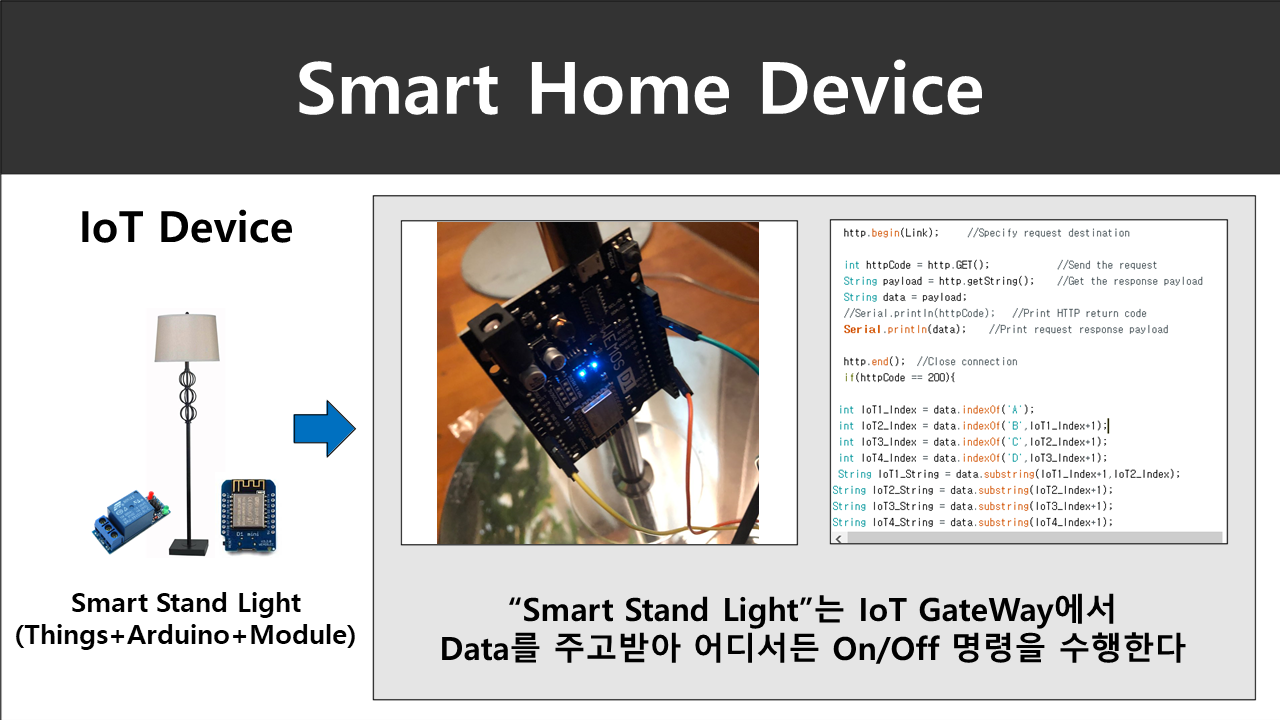 Smart Home Device
IoT Device
Smart Stand Light
(Things+Arduino+Module)
D1 mini
WEMOS D1
http.begin(Link);    //Specify request destination
int httpCode = http.GET();          //Send the request
String payload = http.getString();   //Get the response payload
String data = payload;
//Serial.println(httpCode);   //Print HTTP return code
Serial.println(data);    //Print request response payload
http.end();  //Close connection
if(httpCode == 200){
int IoT1_Index = data.indexOf('A');
int IoT2_Index = data.indexOf('B',IoT1_Index+1);
int IoT3_Index = data.indexOf('C',IoT2_Index+1);
int IoT4_Index = data.indexOf('D',IoT3_Index+1);
String IoT1_String = data.substring(IoT1_Index+1,IoT2_Index);
String IoT2_String = data.substring(IoT2_Index+1);
String IoT3_String = data.substring(IoT3_Index+1);
String IoT4_String = data.substring(IoT4_Index+1);
“Smart Stand Light”는 IoT GateWay에서
Data를 주고받아 어디서든 On/Off 명령을 수행한다